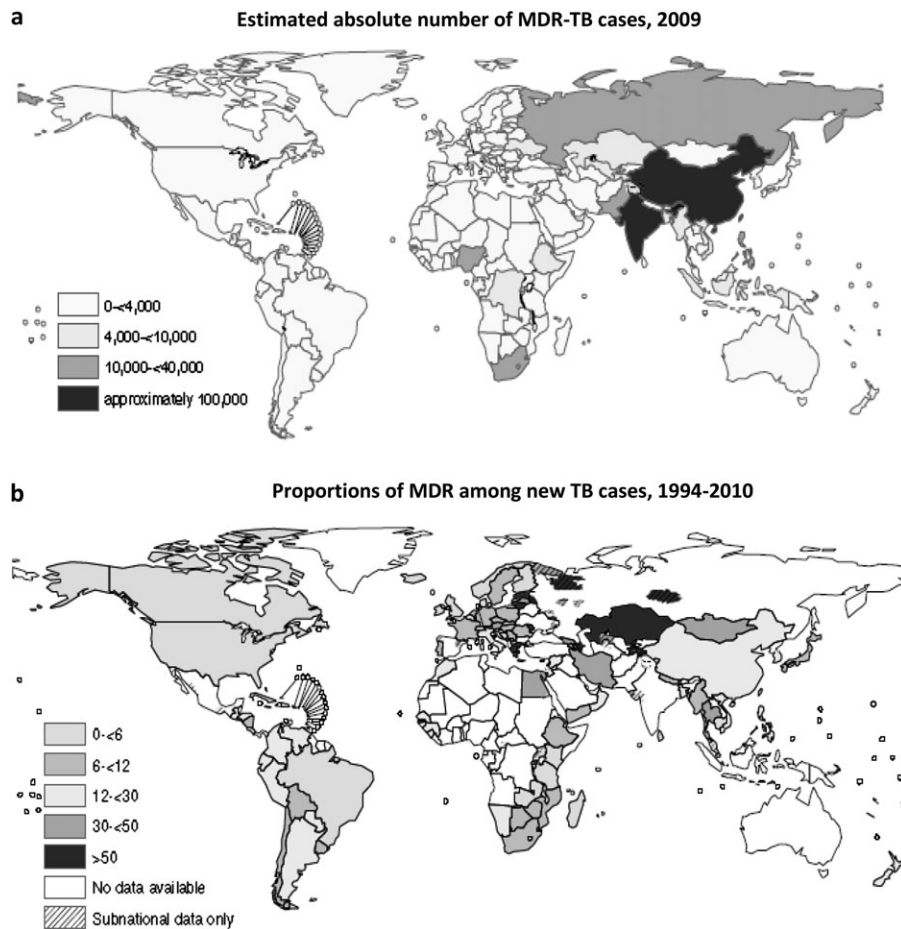 a
Estimated absolute number of MDR-TB cases, 2009
0-<4,000
4,000-<10,000
10,000-<40,000
approximately 100,000
b
Proportions of MDR among new TB cases, 1994-2010
0-<6
6-<12
12-<30
30-<50
>50
No data available
Subnational data only